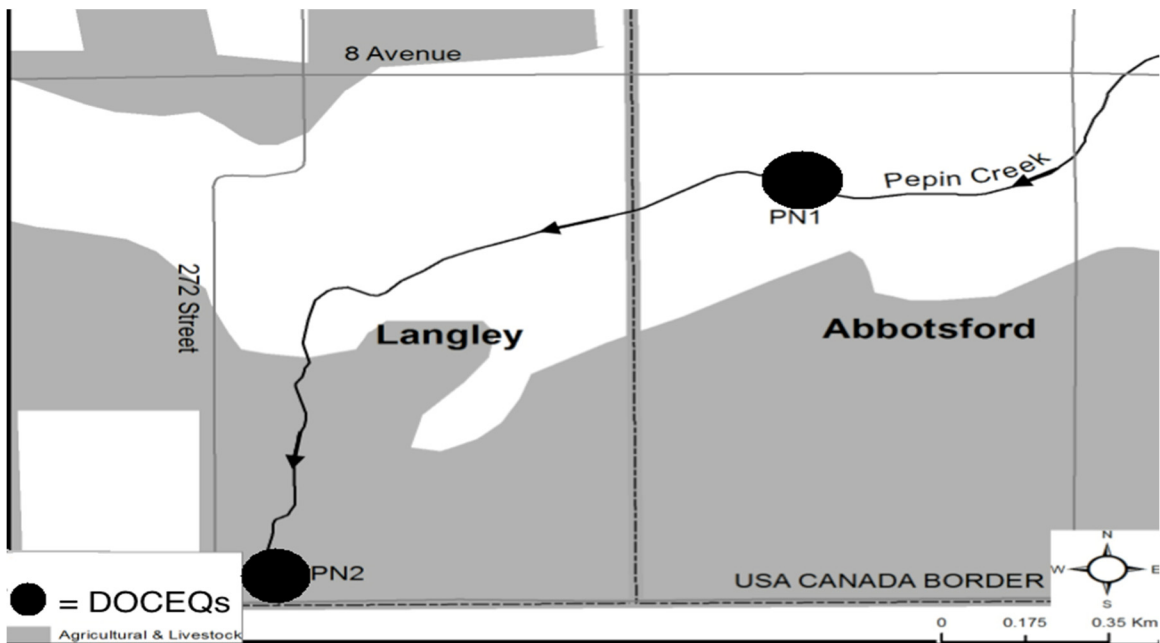 8 Avenue
Pepin Creek
PN1
272 Street
Langley
Abbotsford
N
W E
S
PN2
USA CANADA BORDER
= DOCEQs
Agricultural & Livestock
0 0.175 0.35 Km